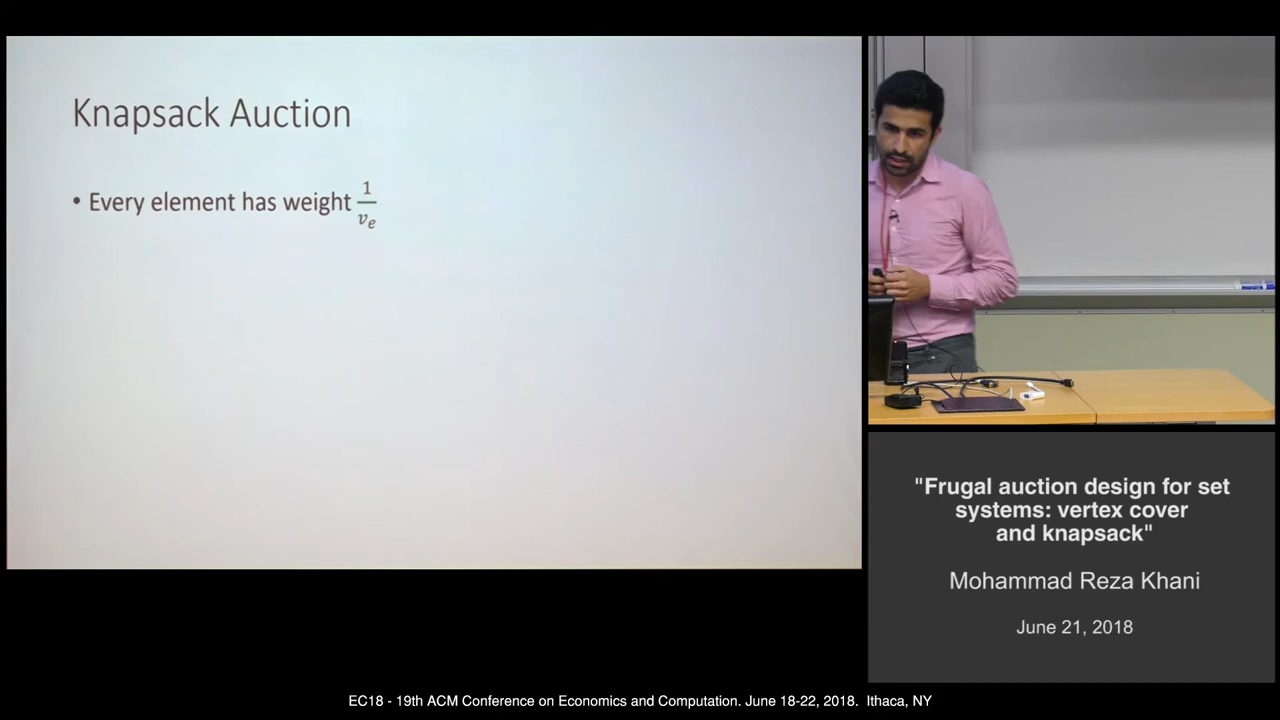 Knapsack Auction
• Every element has weight 1/v_e
"Frugal auction design for set
systems: vertex cover
and knapsack"
Mohammad Reza Khani
June 21, 2018
EC18 - 19th ACM Conference on Economics and Computation. June 18-22, 2018.  Ithaca, NY